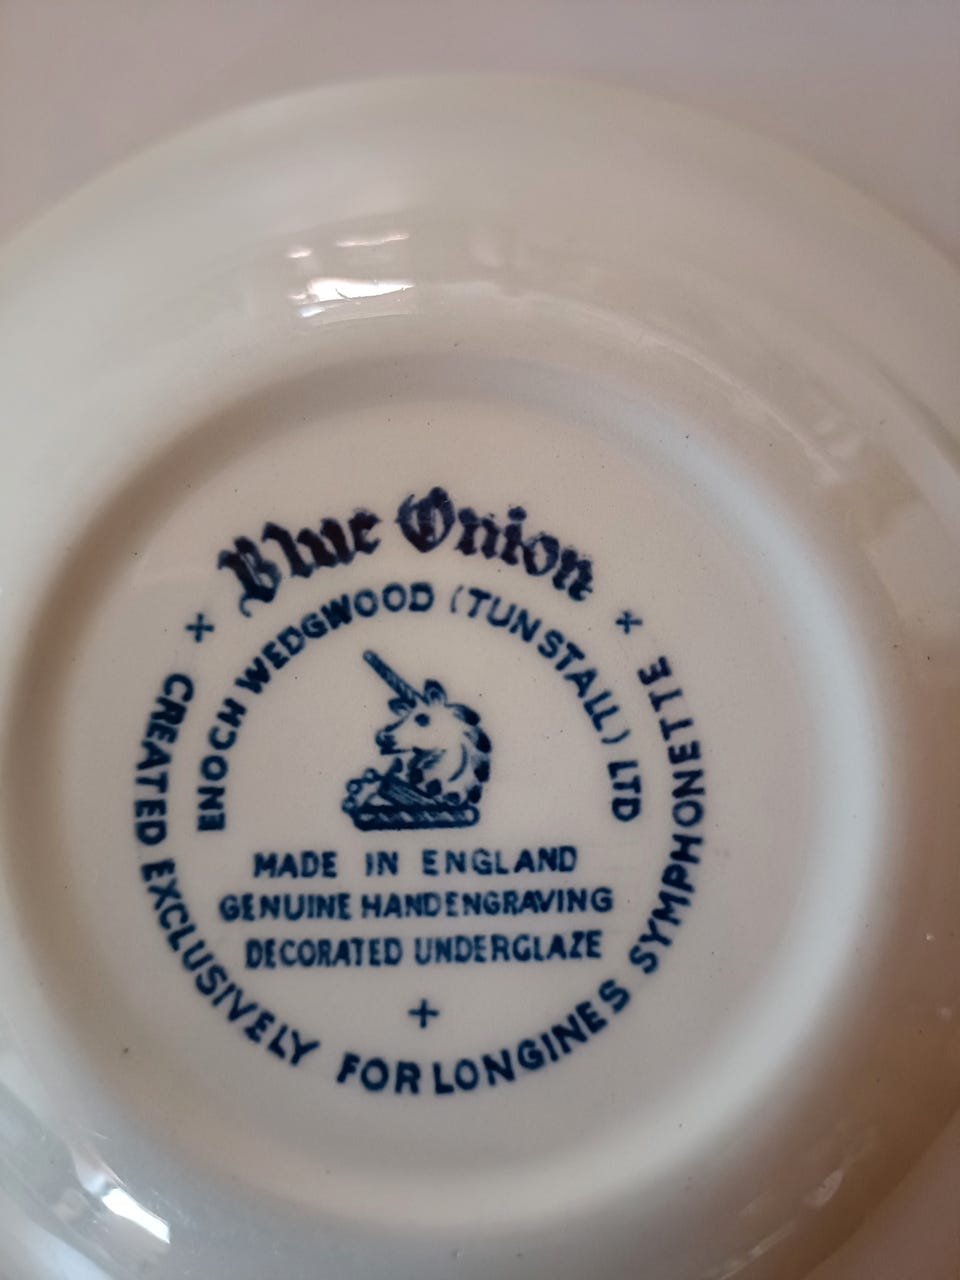 Blue Onion
ENOCH WEDGWOOD (TUNSTALL) LTD
MADE IN ENGLAND
GENUINE HANDENGRAVING
DECORATED UNDERGLAZE
CREATED EXCLUSIVELY FOR LONGINES SYMPHONETTE